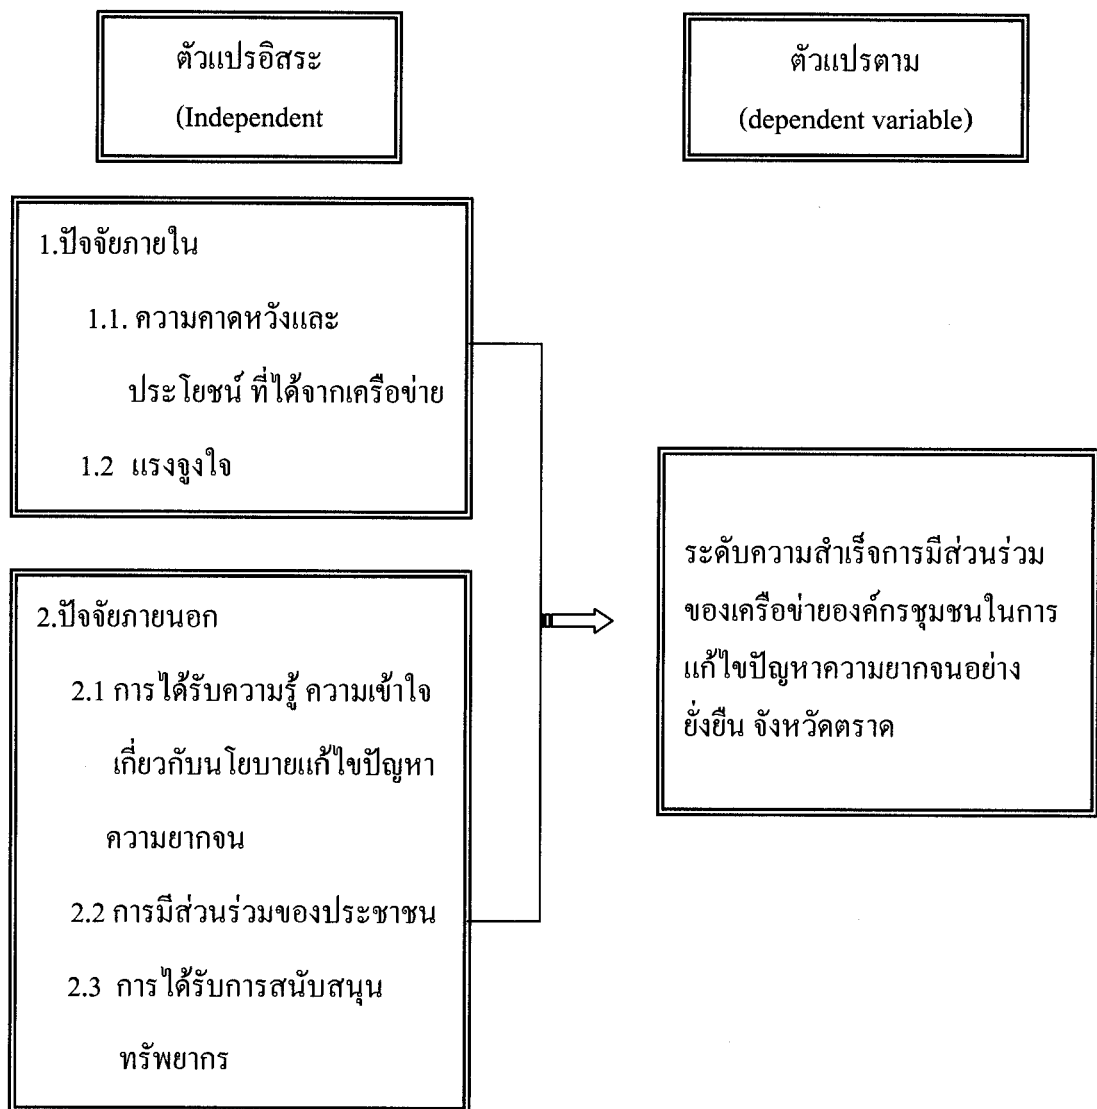 ตัวแปรอิสระ
(Independent
ตัวแปรตาม
(dependent variable)
1.ปัจจัยภายใน
1.1. ความคาดหวังและ
ประโยชน์ ที่ได้จากเครือข่าย
1.2 แรงจูงใจ
2.ปัจจัยภายนอก
2.1 การได้รับความรู้ ความเข้าใจ
เกี่ยวกับนโยบายแก้ไขปัญหา
ความยากจน
2.2 การมีส่วนร่วมของประชาชน
2.3 การได้รับการสนับสนุน
ทรัพยากร
ระดับความสำเร็จการมีส่วนร่วม
ของเครือข่ายองค์กรชุมชนในการ
แก้ไขปัญหาความยากจนอย่าง
ยั่งยืน จังหวัดตราด